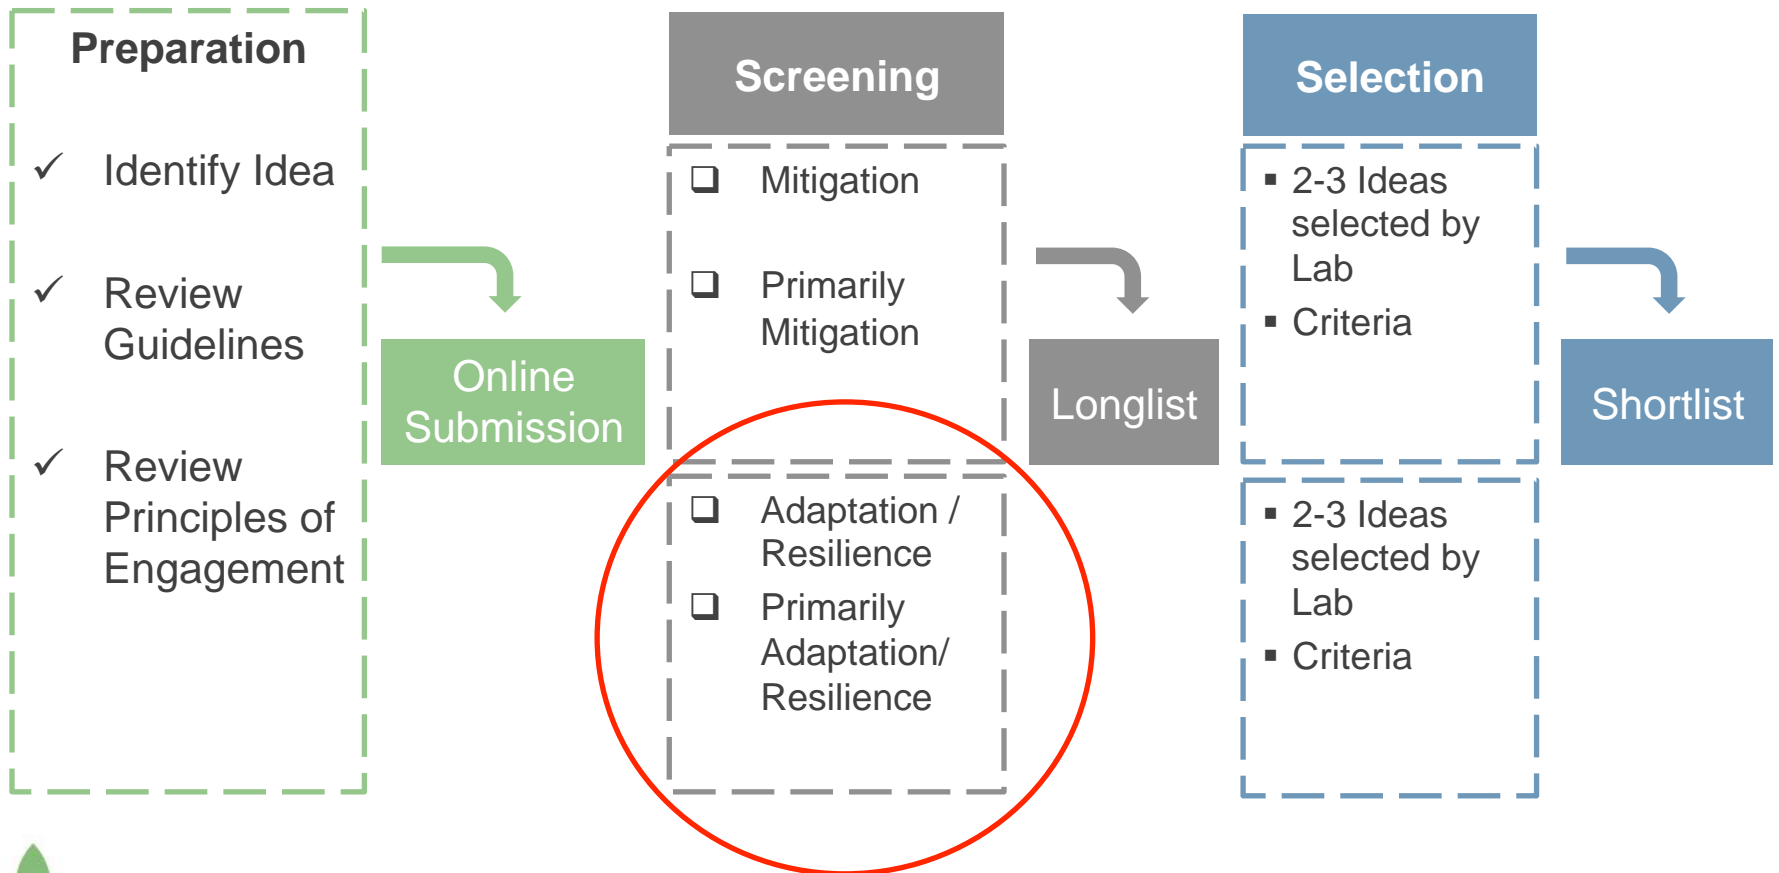 Preparation
Identify Idea
Review
Guidelines
Review
Principles of
Engagement
Online
Submission
Screening
Mitigation
Primarily
Mitigation
Adaptation /
Resilience
Primarily
Adaptation/
Resilience
Longlist
Selection
2-3 Ideas
selected by
Lab
Criteria
2-3 Ideas
selected by
Lab
Criteria
Shortlist